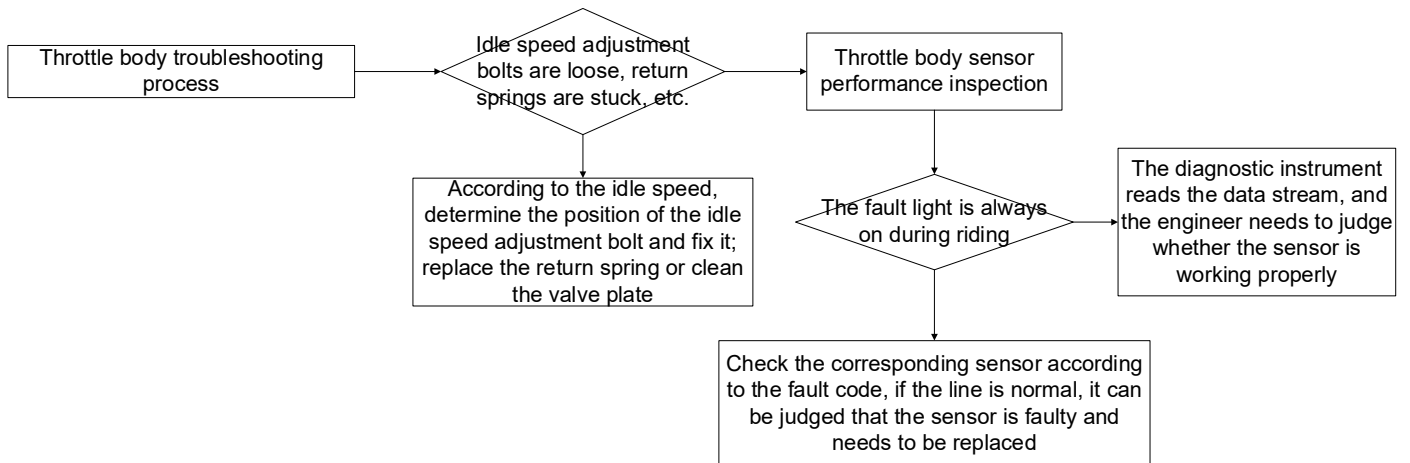 Throttle body troubleshooting
process
Idle speed adjustment
bolts are loose, return
springs are stuck, etc.
Throttle body sensor
performance inspection
According to the idle speed,
determine the position of the idle
speed adjustment bolt and fix it;
replace the return spring or clean
the valve plate
The fault light is always
on during riding
The diagnostic instrument
reads the data stream, and
the engineer needs to judge
whether the sensor is
working properly
Check the corresponding sensor according
to the fault code, if the line is normal, it can
be judged that the sensor is faulty and
needs to be replaced